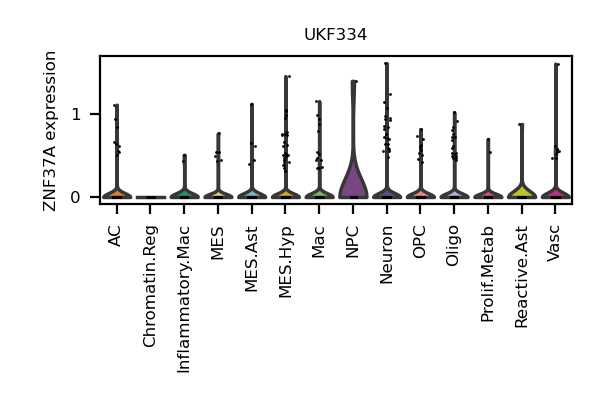 UKF334
ZNF37A expression
1
0
AC
Chromatin.Reg
Inflammatory.Mac
MES
MES.Ast
MES.Hyp
Mac
NPC
Neuron
OPC
Oligo
Prolif.Metab
Reactive.Ast
Vasc